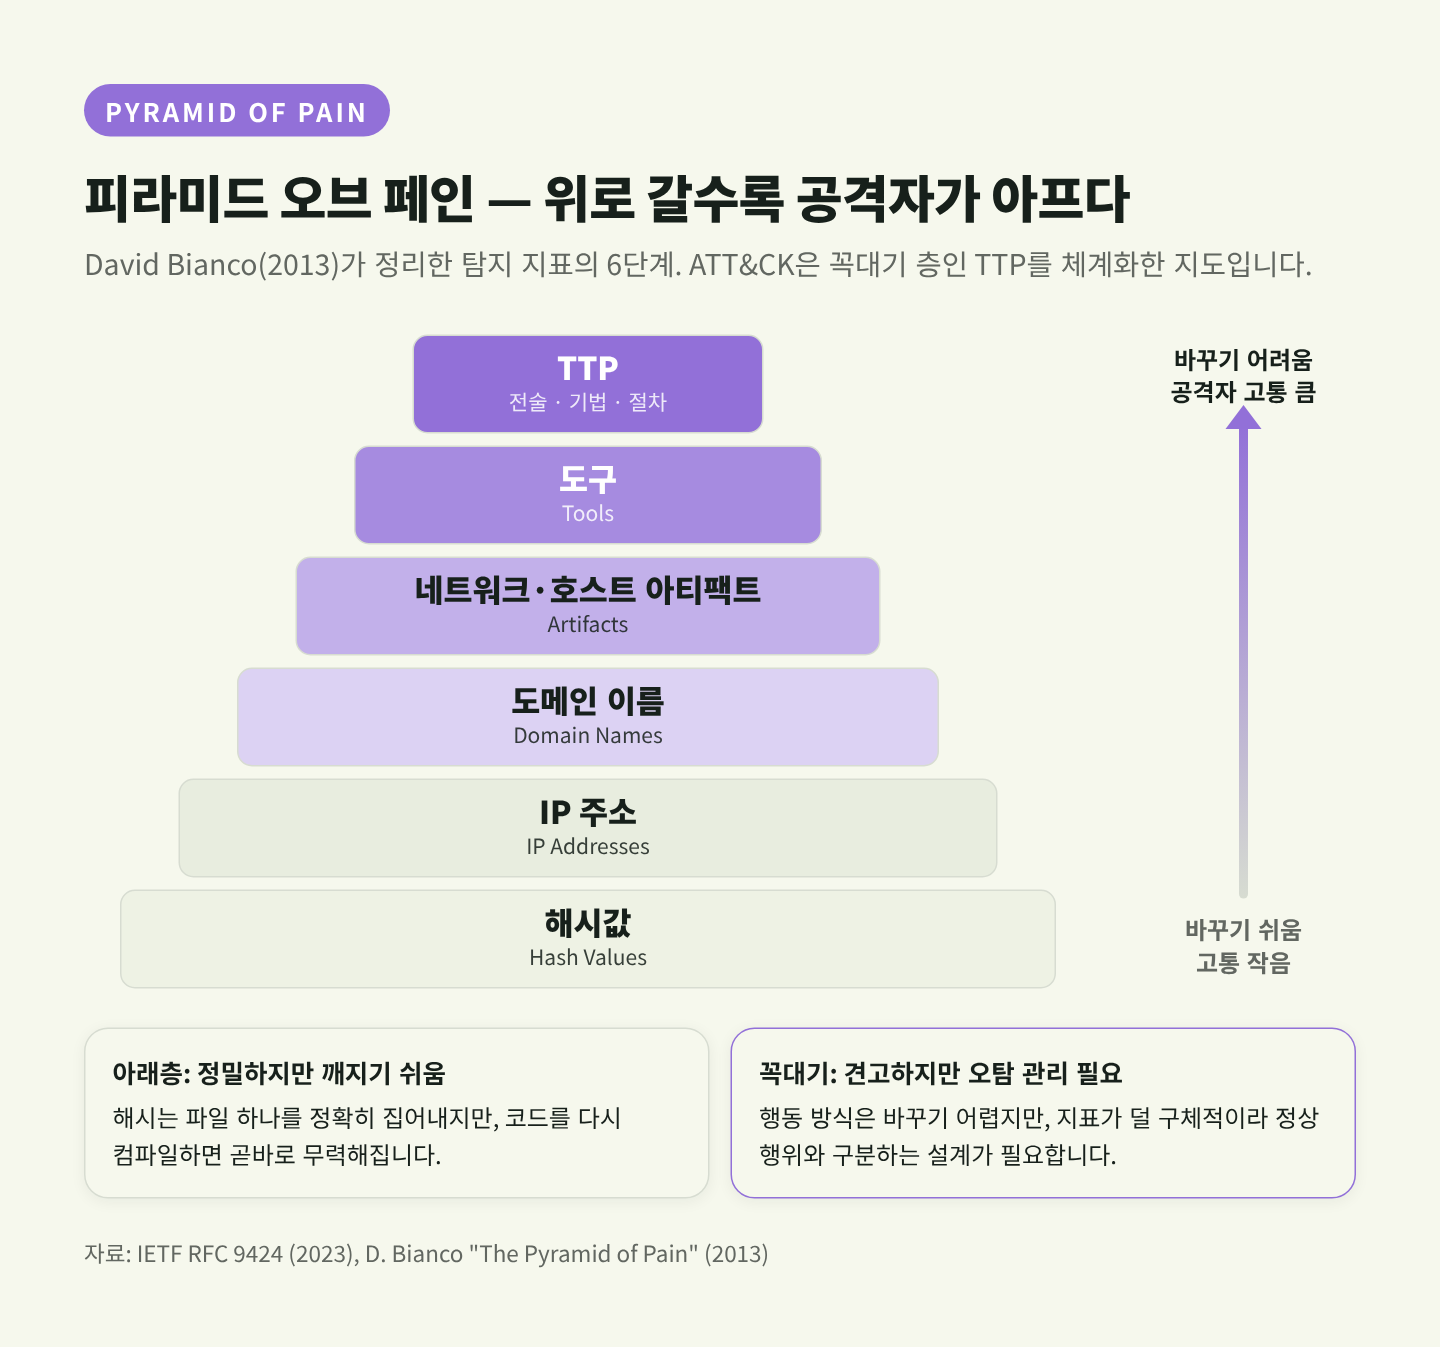 PYRAMID OF PAIN
피라미드 오브 페인 — 위로 갈수록 공격자가 아프다
David Bianco(2013)가 정리한 탐지 지표의 6단계. ATT&CK은 꼭대기 층인 TTP를 체계화한 지도입니다.
TTP
전술 · 기법 · 절차
도구
Tools
네트워크·호스트 아티팩트
Artifacts
도메인 이름
Domain Names
IP 주소
IP Addresses
해시값
Hash Values
바꾸기 어려움
공격자 고통 큼
바꾸기 쉬움
고통 작음
아래층: 정밀하지만 깨지기 쉬움
해시는 파일 하나를 정확히 집어내지만, 코드를 다시
컴파일하면 곧바로 무력해집니다.
꼭대기: 견고하지만 오탐 관리 필요
행동 방식은 바꾸기 어렵지만, 지표가 덜 구체적이라 정상
행위와 구분하는 설계가 필요합니다.
자료: IETF RFC 9424 (2023), D. Bianco "The Pyramid of Pain" (2013)